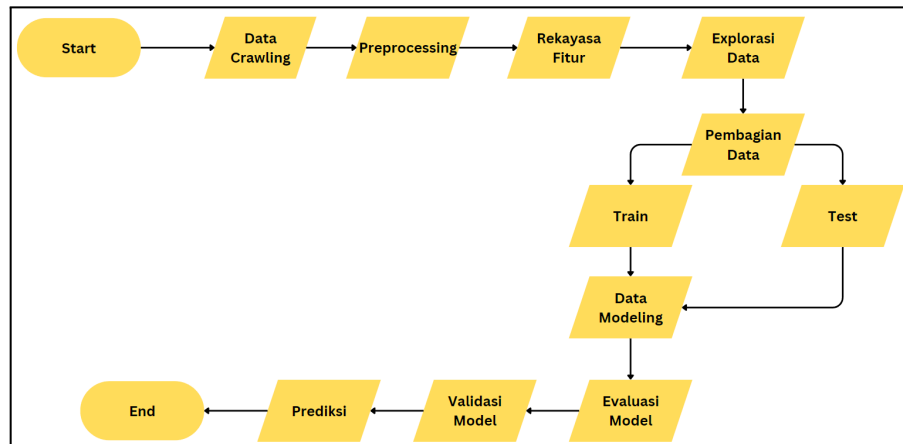 Start
Data
Crawling
Preprocessing
Rekayasa
Fitur
Explorasi
Data
Pembagian
Data
Train
Test
Data
Modeling
Evaluasi
Model
Validasi
Model
Prediksi
End